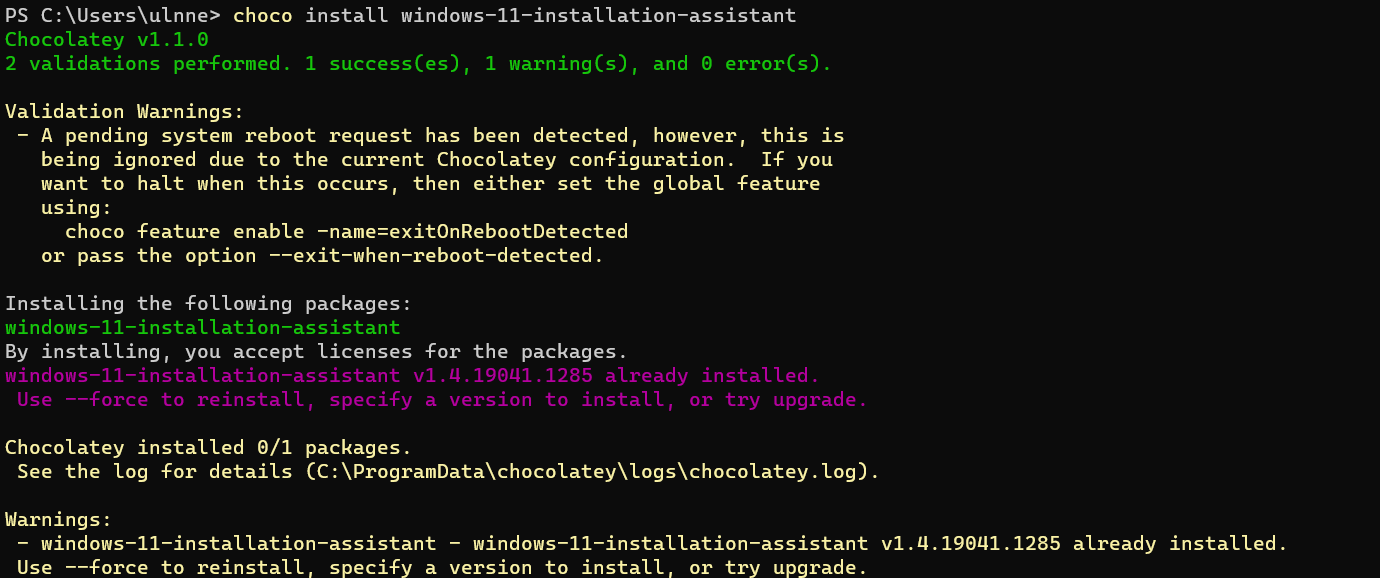 PS C:\Users\ulnne> choco install windows-11-installation-assistant
Chocolatey v1.1.0
2 validations performed. 1 success(es), 1 warning(s), and 0 error(s).

Validation Warnings:
 - A pending system reboot request has been detected, however, this is
   being ignored due to the current Chocolatey configuration.  If you
   want to halt when this occurs, then either set the global feature
   using:
     choco feature enable -name=exitOnRebootDetected
   or pass the option --exit-when-reboot-detected.

Installing the following packages:
windows-11-installation-assistant
By installing, you accept licenses for the packages.
windows-11-installation-assistant v1.4.19041.1285 already installed.
 Use --force to reinstall, specify a version to install, or try upgrade.

Chocolatey installed 0/1 packages.
 See the log for details (C:\ProgramData\chocolatey\logs\chocolatey.log).

Warnings:
 - windows-11-installation-assistant - windows-11-installation-assistant v1.4.19041.1285 already installed.
 Use --force to reinstall, specify a version to install, or try upgrade.